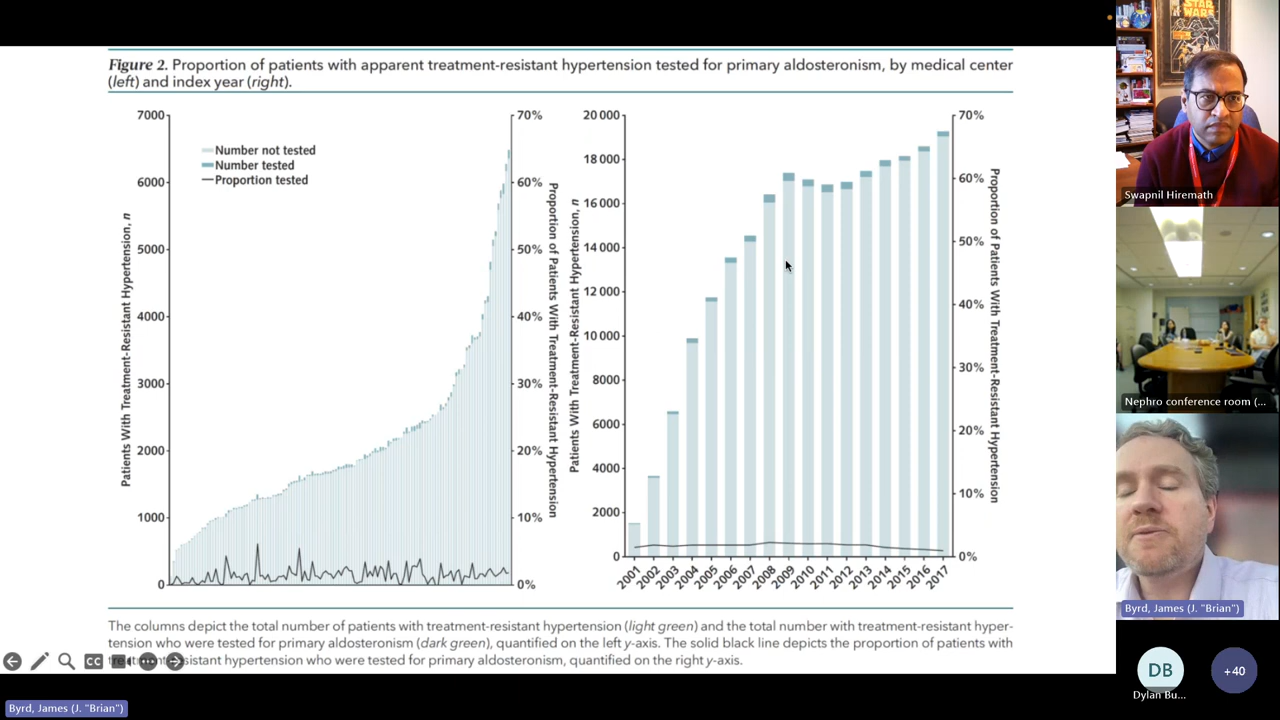 Figure 2. Proportion of patients with apparent treatment-resistant hypertension tested for primary aldosteronism, by medical center
(left) and index year (right).
7000
6000
5000
4000
3000
2000
1000
0
Patients With Treatment-Resistant Hypertension, n
Number not tested
Number tested
Proportion tested
70%
60%
50%
40%
30%
20%
10%
0%
Proportion of Patients With Treatment-Resistant Hypertension
20 000
18 000
16 000
14 000
12 000
10 000
8000
6000
4000
2000
0
Patients With Treatment-Resistant Hypertension, n
2001
2002
2003
2004
2005
2006
2007
2008
2009
2010
2011
2012
2013
2014
2015
2016
2017
70%
60%
50%
40%
30%
20%
10%
0%
Proportion of Patients With Treatment-Resistant Hypertension
The columns depict the total number of patients with treatment-resistant hypertension (light green) and the total number with treatment-resistant hyper-
tension who were tested for primary aldosteronism (dark green), quantified on the left y-axis. The solid black line depicts the proportion of patients with
treatment-resistant hypertension who were tested for primary aldosteronism, quantified on the right y-axis.
CC
Byrd, James (J. "Brian")
STAR
WARS
Swapnil Hiremath
Nephro conference room (...
Byrd, James (J. "Brian")
DB
Dylan Bu...
+40